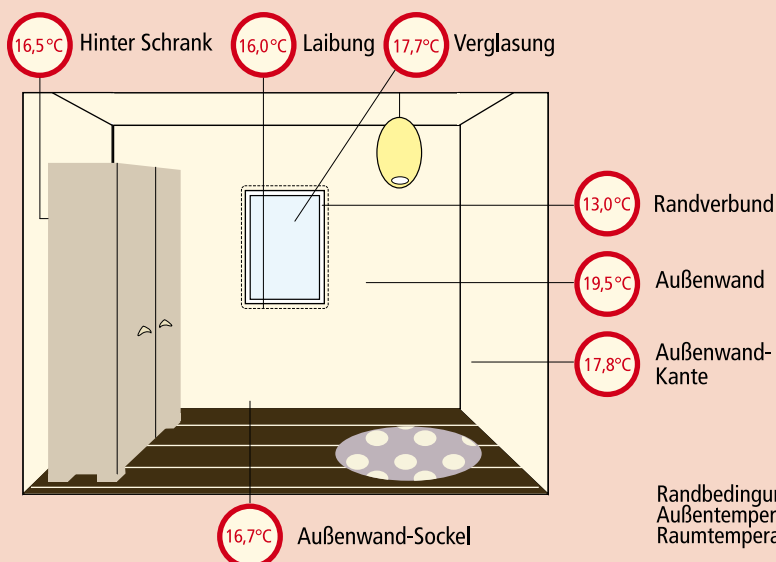 16,5°C Hinter Schrank
16,0°C Laibung
17,7°C Verglasung
13,0°C Randverbund
19,5°C Außenwand
17,8°C Außenwand-
Kante
16,7°C Außenwand-Sockel